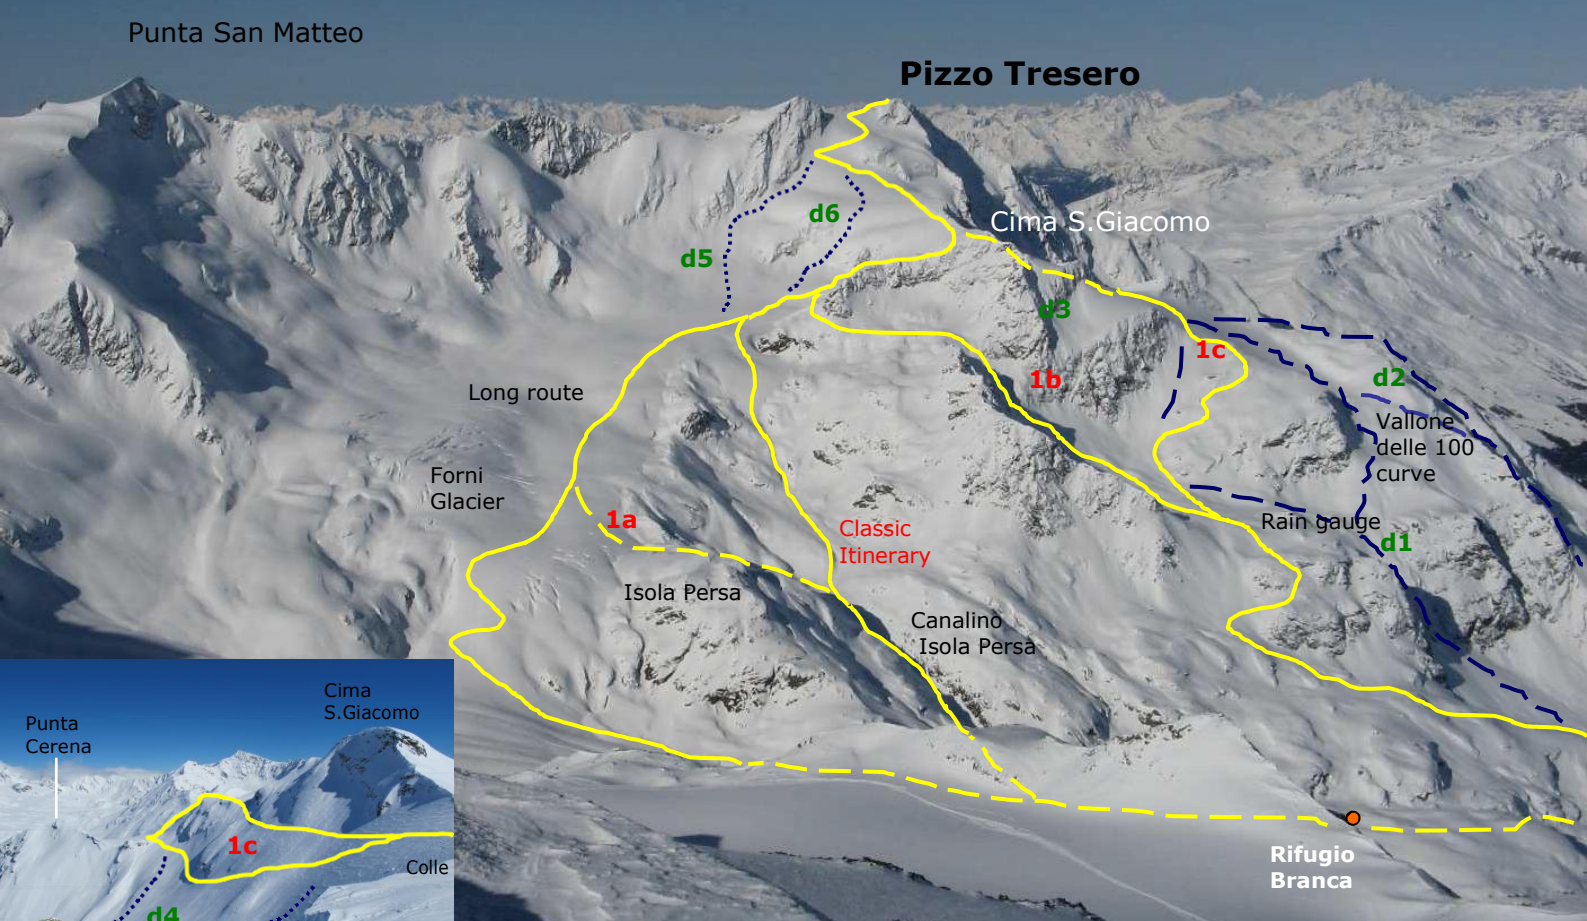 Punta San Matteo
Pizzo Tresero
d6
Cima S.Giacomo
d5
d3
1c
1b
d2
Long route
Vallone
delle 100
curve
Forni
Glacier
1a
Classic
Itinerary
Rain gauge
d1
Isola Persa
Canalino
Isola Persa
Cima
S.Giacomo
Punta
Cerena
1c
Colle
d4
Rifugio
Branca